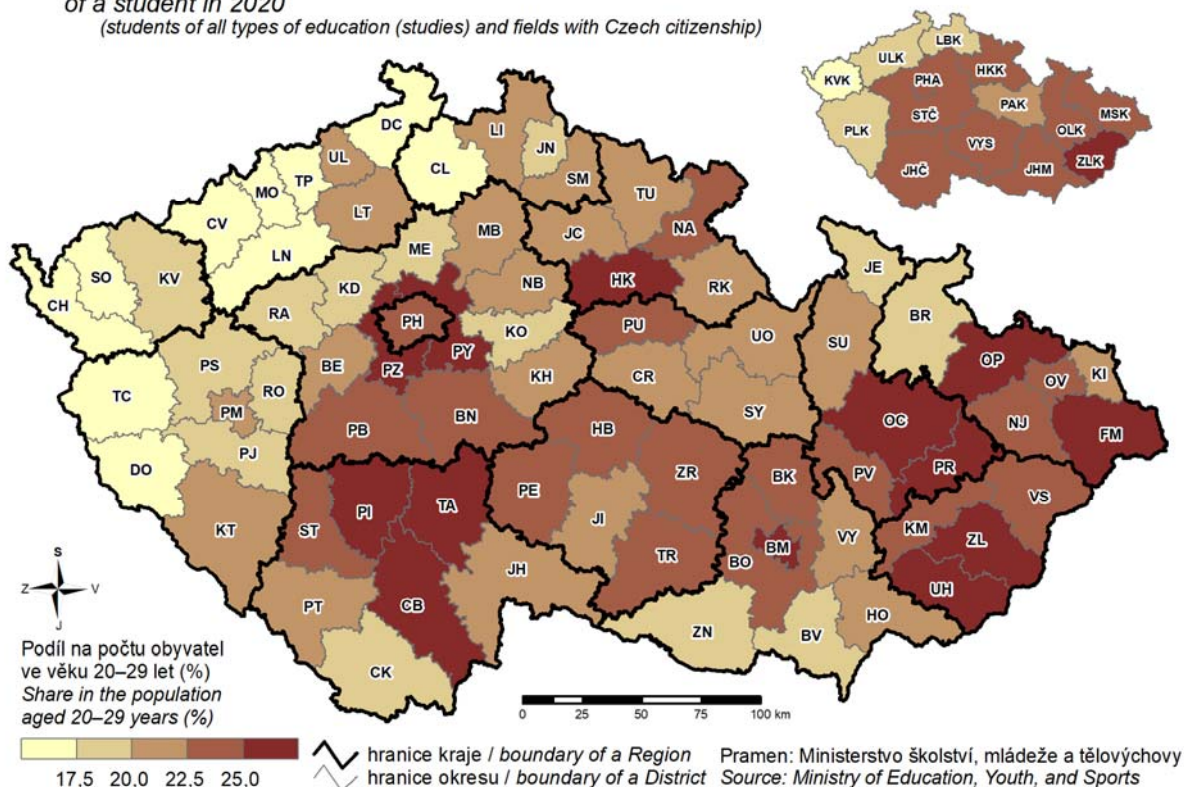 of a student in 2020
(students of all types of education (studies) and fields with Czech citizenship)
LBK
ULK
HKK
KVK
PHA
PAK
STČ
MSK
PLK
OLK
VYS
ZLK
JHČ
JHM
DC
LI
UL
JN
CL
TP
MO
SM
TU
CV
LT
MB
JC
NA
LN
ME
SO
KV
NB
HK
RK
JE
CH
KD
RA
PH
KO
PU
UO
SU
BR
PS
BE
PZ
PY
KH
CR
OP
TC
RO
OV
KI
PM
BN
SY
OC
NJ
FM
PB
HB
DO
PJ
ZR
BK
PV
PR
PE
VS
KT
ST
PI
TA
JI
VY
KM
ZL
BM
BO
TR
JH
UH
PT
CB
HO
ZN
BV
CK
S
Z
V
J
Podíl na počtu obyvatel
ve věku 20–29 let (%)
Share in the population
aged 20–29 years (%)
17,5 20,0 22,5 25,0
0 25 50 75 100 km
hranice kraje / boundary of a Region
hranice okresu / boundary of a District
Pramen: Ministerstvo školství, mládeže a tělovýchovy
Source: Ministry of Education, Youth, and Sports